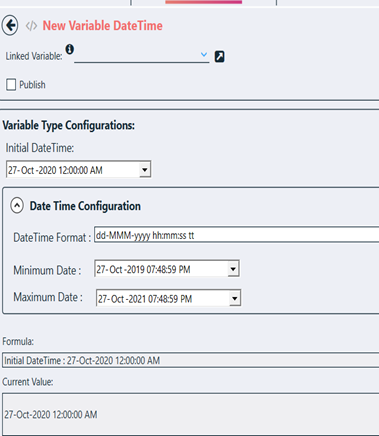 </> New Variable DateTime
Linked Variable:
Publish
Variable Type Configurations:
Initial DateTime:
27-Oct -2020 12:00:00 AM
Date Time Configuration
DateTime Format : dd-MMM-yyyy hh:mm:ss tt
Minimum Date : 27-Oct -2019 07:48:59 PM
Maximum Date : 27-Oct -2021 07:48:59 PM
Formula:
Initial DateTime : 27-Oct-2020 12:00:00 AM
Current Value:
27-Oct-2020 12:00:00 AM